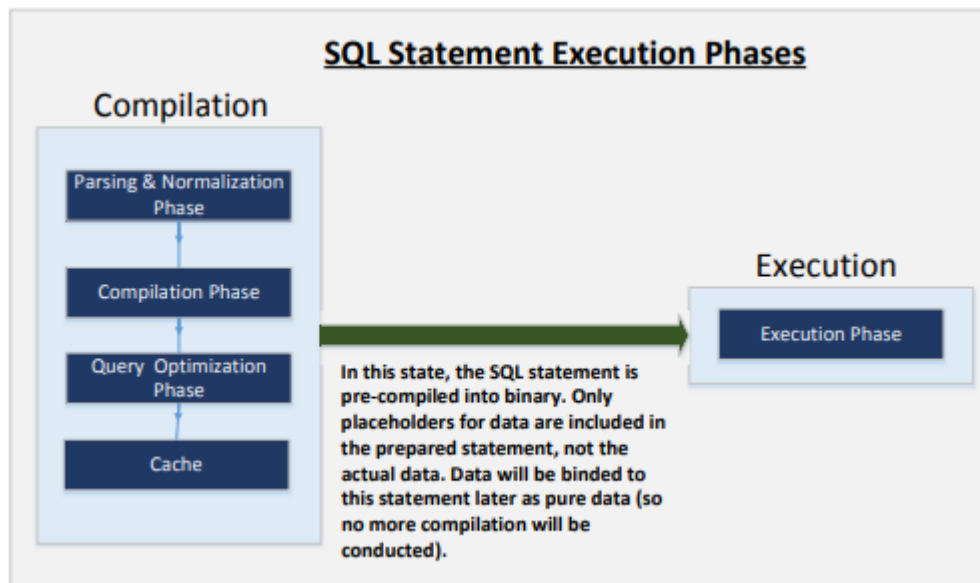 SQL Statement Execution Phases
Compilation
Parsing & Normalization
Phase
Compilation Phase
Query Optimization
Phase
Cache
In this state, the SQL statement is
pre-compiled into binary. Only
placeholders for data are included in
the prepared statement, not the
actual data. Data will be binded to
this statement later as pure data (so
no more compilation will be
conducted).
Execution
Execution Phase